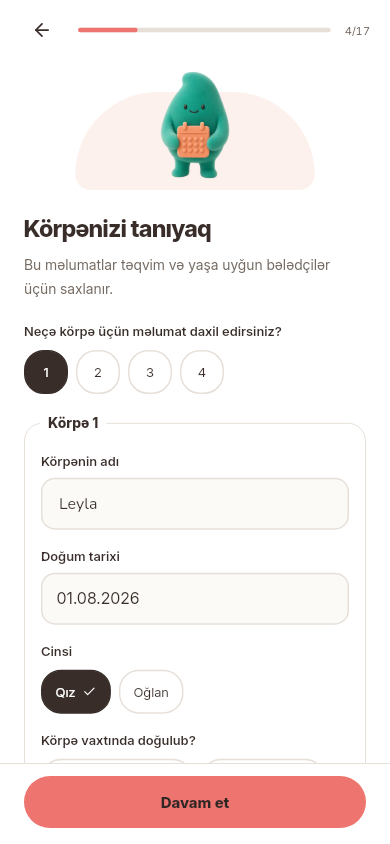 4/17
Körpənizi tanıyaq
Bu məlumatlar təqvim və yaşa uyğun bələdçilər
üçün saxlanır.
Neçə körpə üçün məlumat daxil edirsiniz?
1 2 3 4
Körpə 1
Körpənin adı
Leyla
Doğum tarixi
01.08.2026
Cinsi
Qız Oğlan
Körpə vaxtında doğulub?
Davam et